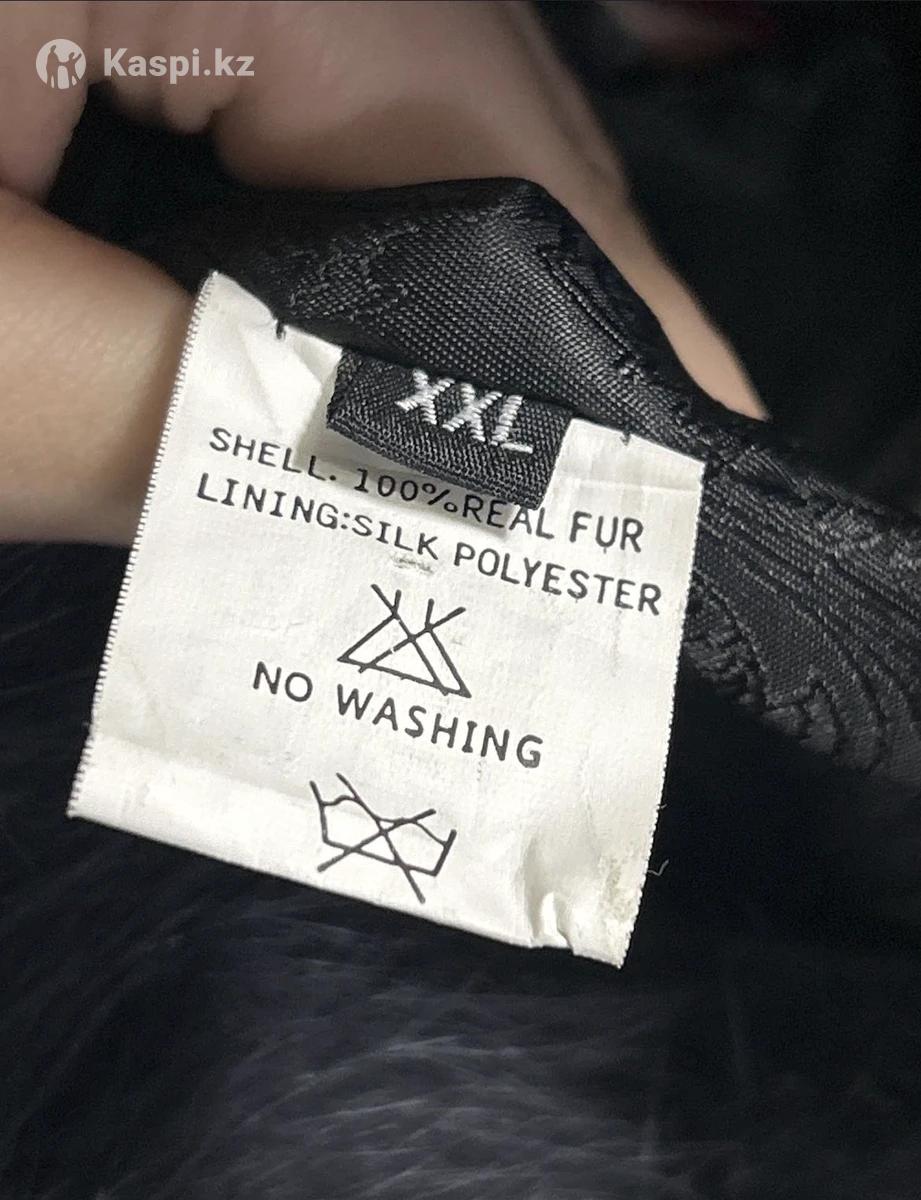 Kaspi.kz
XXL
SHELL: 100%REAL FUR
LINING:SILK POLYESTER
NO WASHING